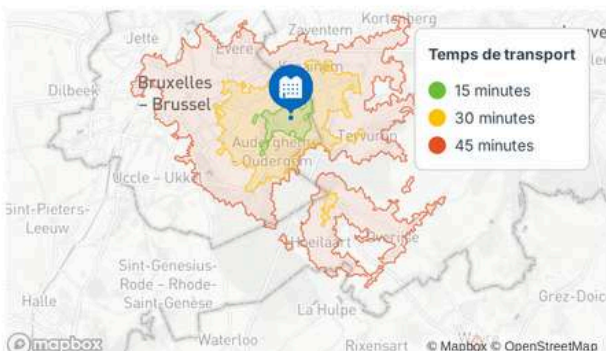 Kortenberg
Zaventem
Jette
Evere
Temps de transport
Bruxelles
– Brussel
Dilbeek
15 minutes
30 minutes
Tervuren
45 minutes
Auderghem
Oudergem
Uccle - Ukkel
Sint-Pieters-
Leeuw
Hoeilaart
Overijse
Sint-Genesius-
Rode - Rhode-
Saint-Genèse
Halle
La Hulpe
Grez-Doic
Waterloo
Rixensart
mapbox
© Mapbox © OpenStreetMap